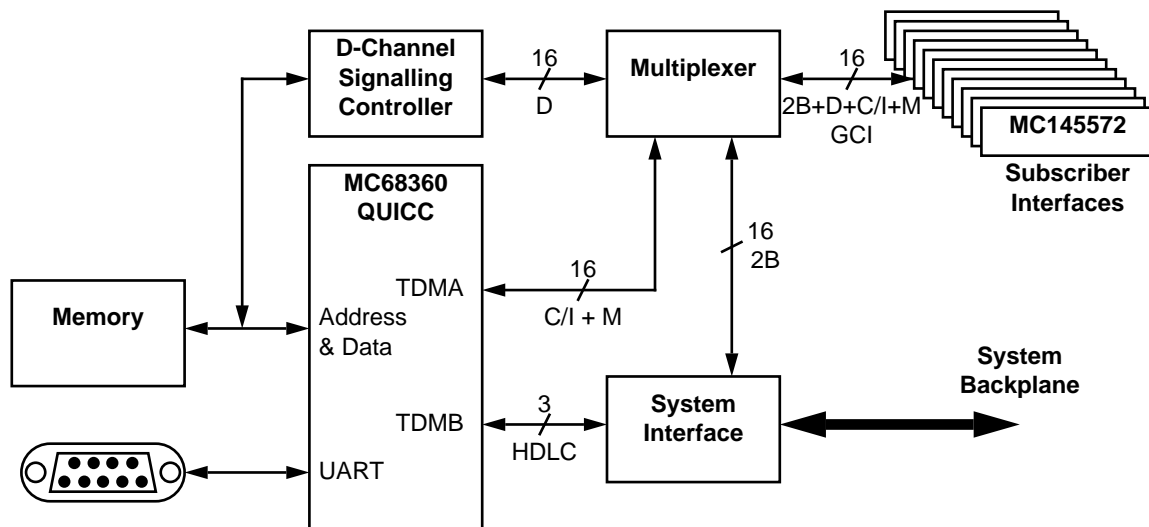 D-Channel
Signalling
Controller
16
D
Multiplexer
16
2B+D+C/I+M
GCI
MC145572
Subscriber
Interfaces
MC68360
QUICC
16
2B
TDMA
16
C/I + M
Memory
Address
& Data
System
Backplane
TDMB
3
HDLC
System
Interface
UART